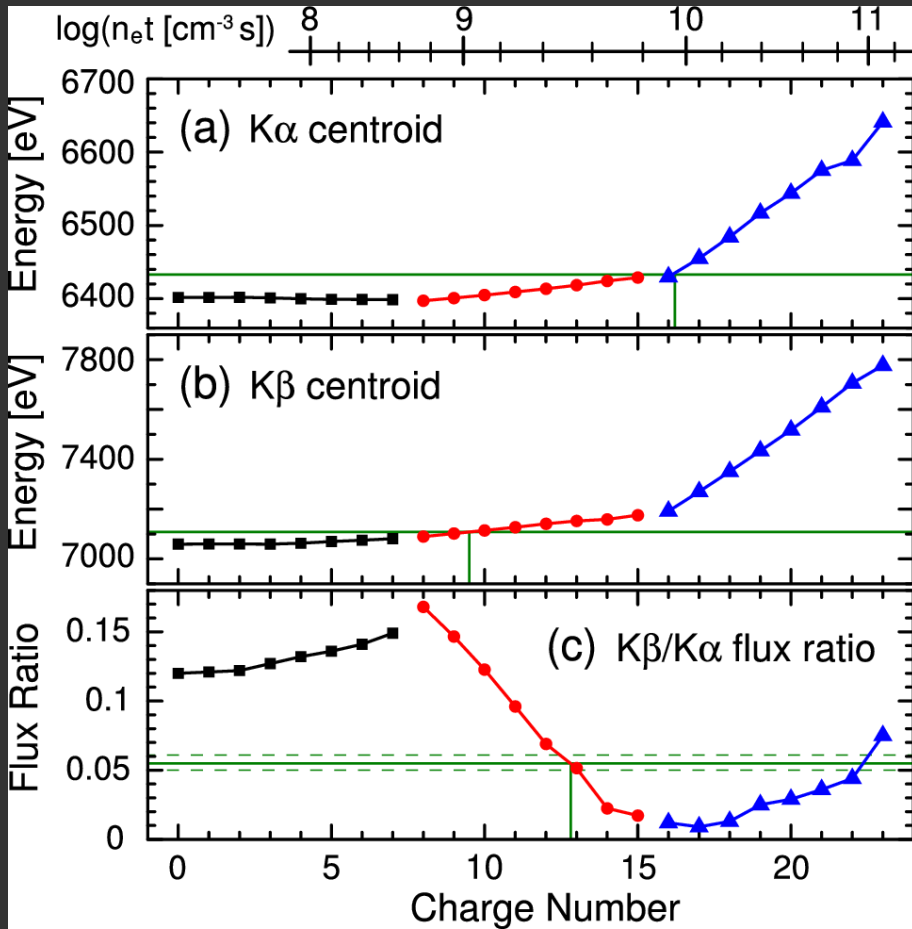 log(nₑt [cm⁻³ s]) 8 9 10 11
6700
6600
6500
6400
Energy [eV]
(a) Kα centroid
7800
7400
7000
Energy [eV]
(b) Kβ centroid
0.15
0.1
0.05
0
Flux Ratio
(c) Kβ/Kα flux ratio
0 5 10 15 20
Charge Number